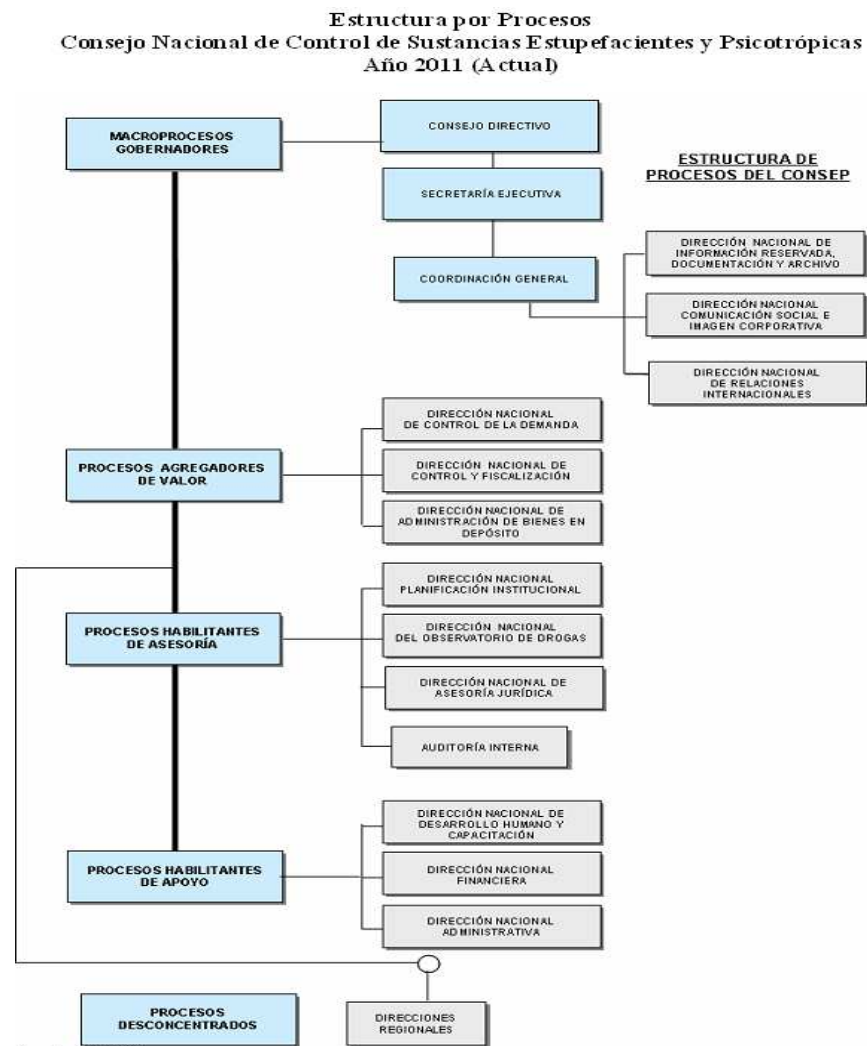 Estructura por Procesos
Consejo Nacional de Control de Sustancias Estupefacientes y Psicotrópicas
Año 2011 (Actual)
MACROPROCESOS
GOBERNADORES
CONSEJO DIRECTIVO
ESTRUCTURA DE
PROCESOS DEL CONSEP
SECRETARÍA EJECUTIVA
COORDINACIÓN GENERAL
DIRECCIÓN NACIONAL DE
INFORMACIÓN RESERVADA,
DOCUMENTACIÓN Y ARCHIVO
DIRECCIÓN NACIONAL
COMUNICACIÓN SOCIAL E
IMAGEN CORPORATIVA
DIRECCIÓN NACIONAL
DE RELACIONES
INTERNACIONALES
PROCESOS AGREGADORES
DE VALOR
DIRECCIÓN NACIONAL
DE CONTROL DE LA DEMANDA
DIRECCIÓN NACIONAL DE
CONTROL Y FISCALIZACIÓN
DIRECCIÓN NACIONAL DE
ADMINISTRACIÓN DE BIENES EN
DEPÓSITO
PROCESOS HABILITANTES
DE ASESORÍA
DIRECCIÓN NACIONAL
PLANIFICACIÓN INSTITUCIONAL
DIRECCIÓN NACIONAL
DEL OBSERVATORIO DE DROGAS
DIRECCIÓN NACIONAL DE
ASESORÍA JURÍDICA
AUDITORÍA INTERNA
PROCESOS HABILITANTES
DE APOYO
DIRECCIÓN NACIONAL DE
DESARROLLO HUMANO Y
CAPACITACIÓN
DIRECCIÓN NACIONAL
FINANCIERA
DIRECCIÓN NACIONAL
ADMINISTRATIVA
PROCESOS
DESCONCENTRADOS
DIRECCIONES
REGIONALES